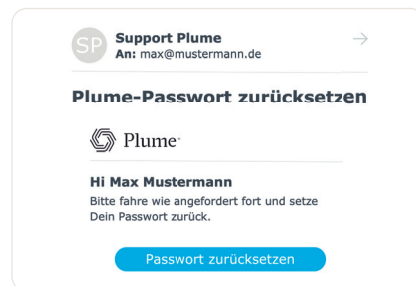 SP
Support Plume
An: max@mustermann.de
Plume-Passwort zurücksetzen
Plume
Hi Max Mustermann
Bitte fahre wie angefordert fort und setze
Dein Passwort zurück.
Passwort zurücksetzen